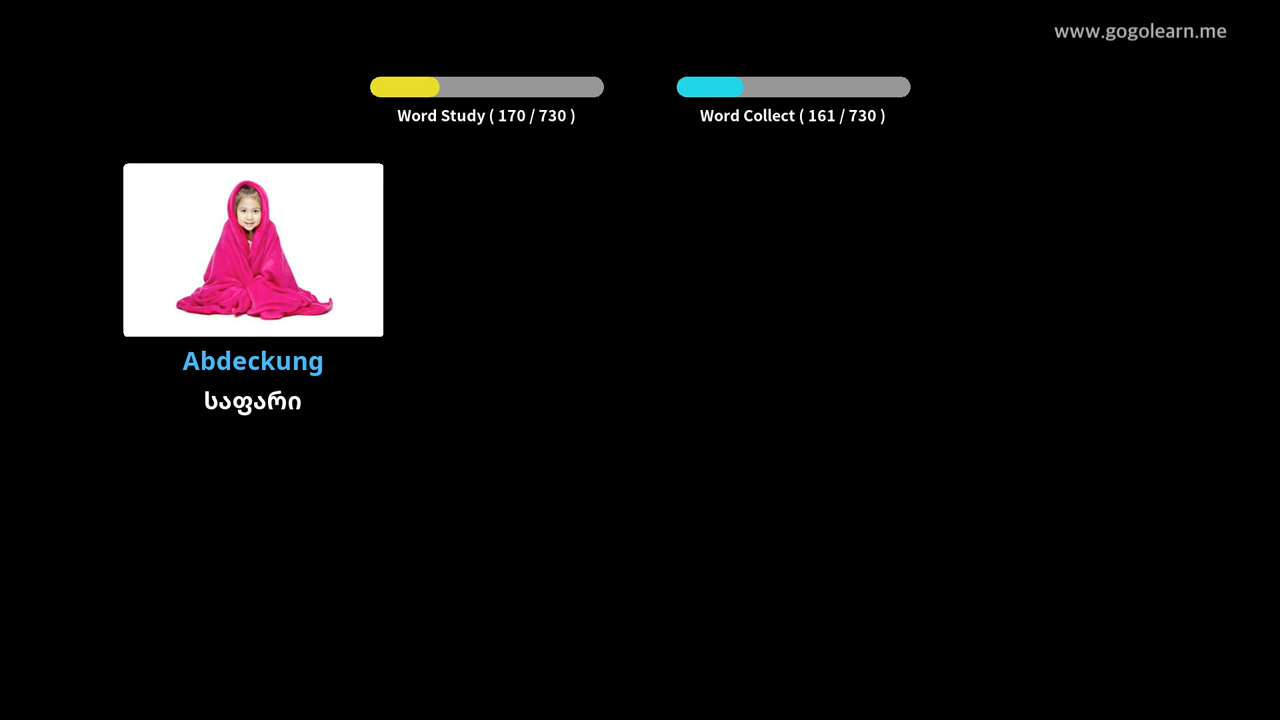 www.gogolearn.me
Word Study ( 170 / 730 )
Word Collect ( 161 / 730 )
Abdeckung
საფარი